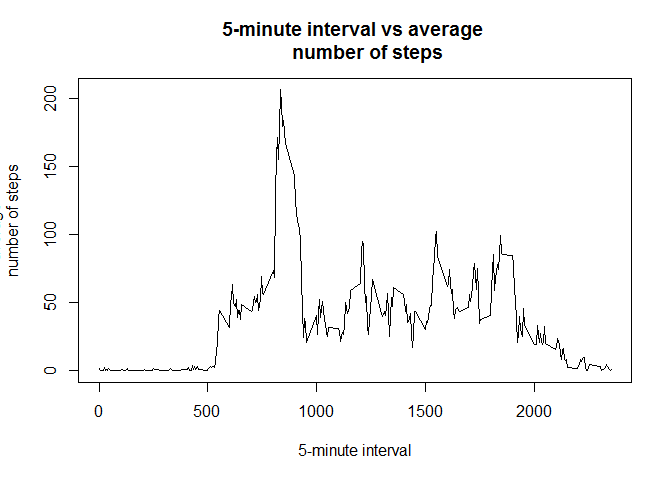 5-minute interval vs average
number of steps
200
150
100
50
0
number of steps
0
500
1000
1500
2000
5-minute interval